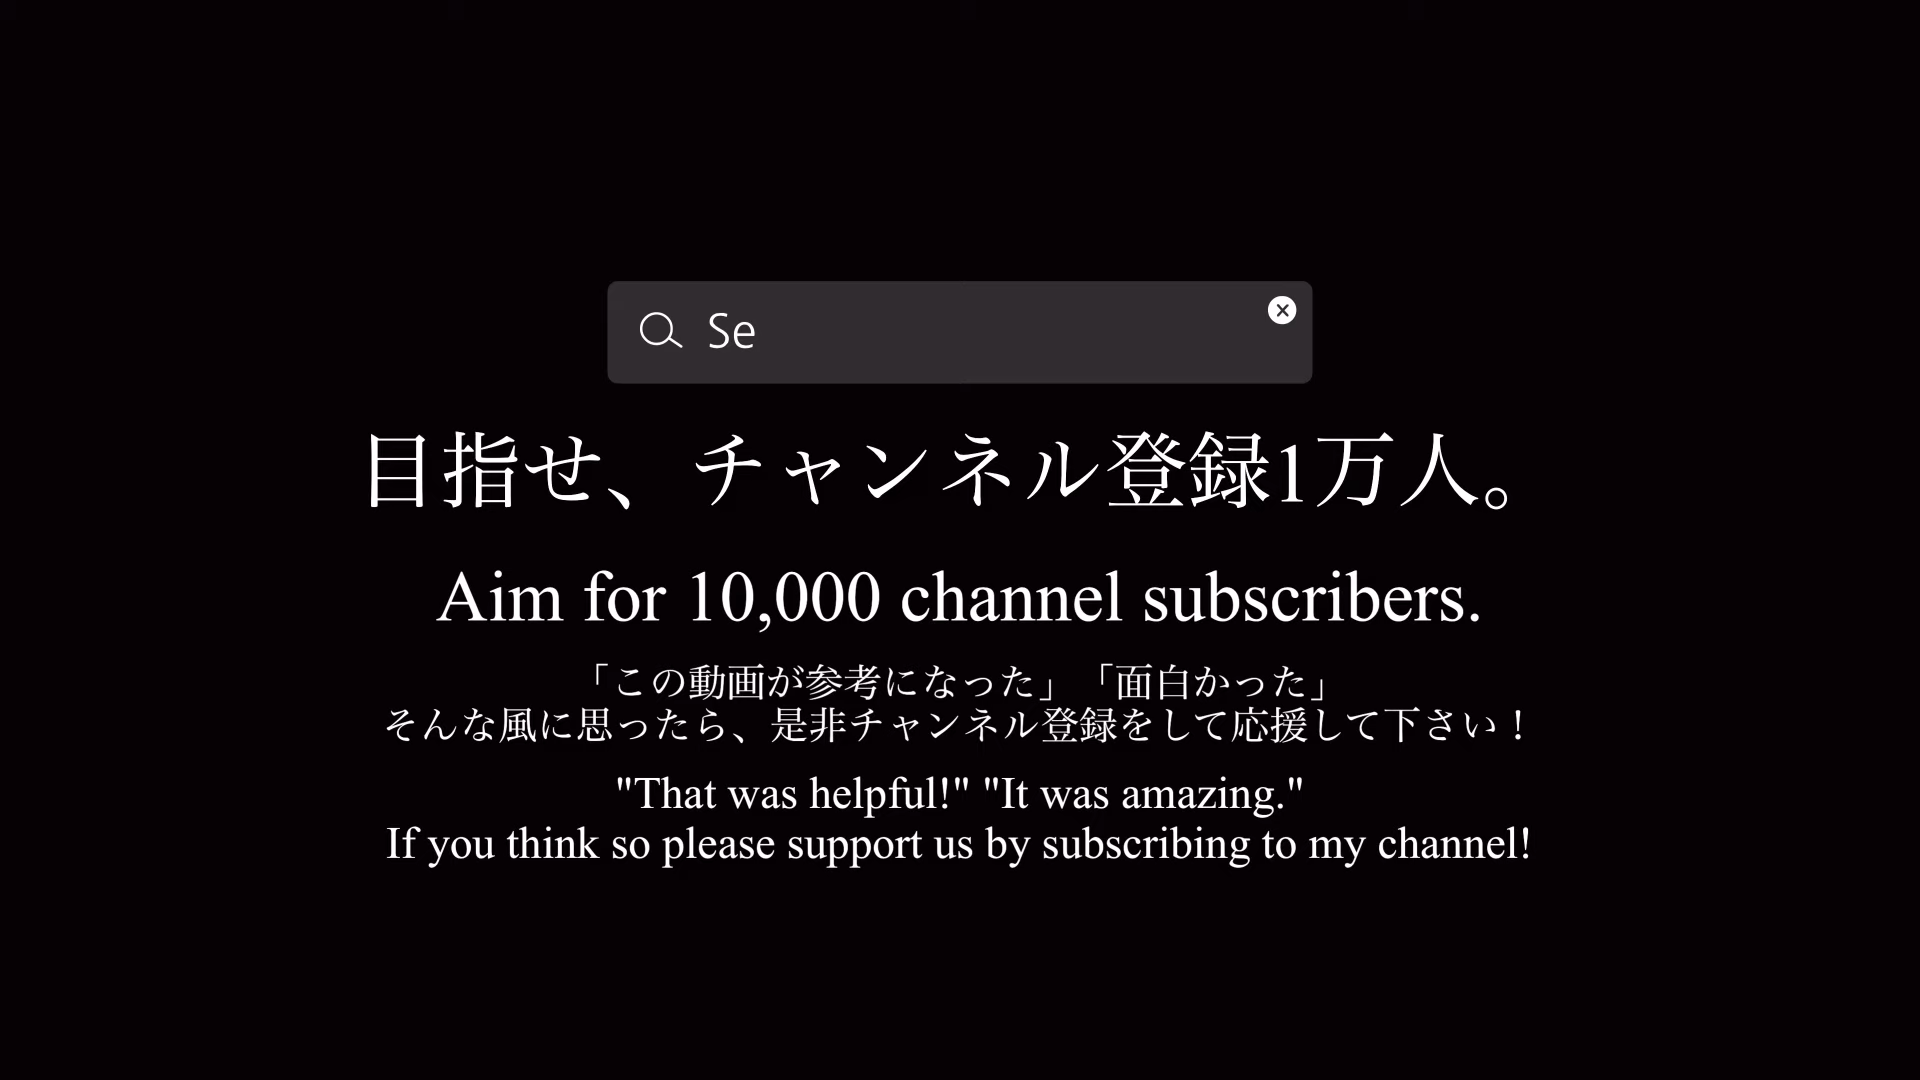 Se
目指せ、チャンネル登録1万人。
Aim for 10,000 channel subscribers.
「この動画が参考になった」「面白かった」
そんな風に思ったら、是非チャンネル登録をして応援して下さい！
"That was helpful!" "It was amazing."
If you think so please support us by subscribing to my channel!